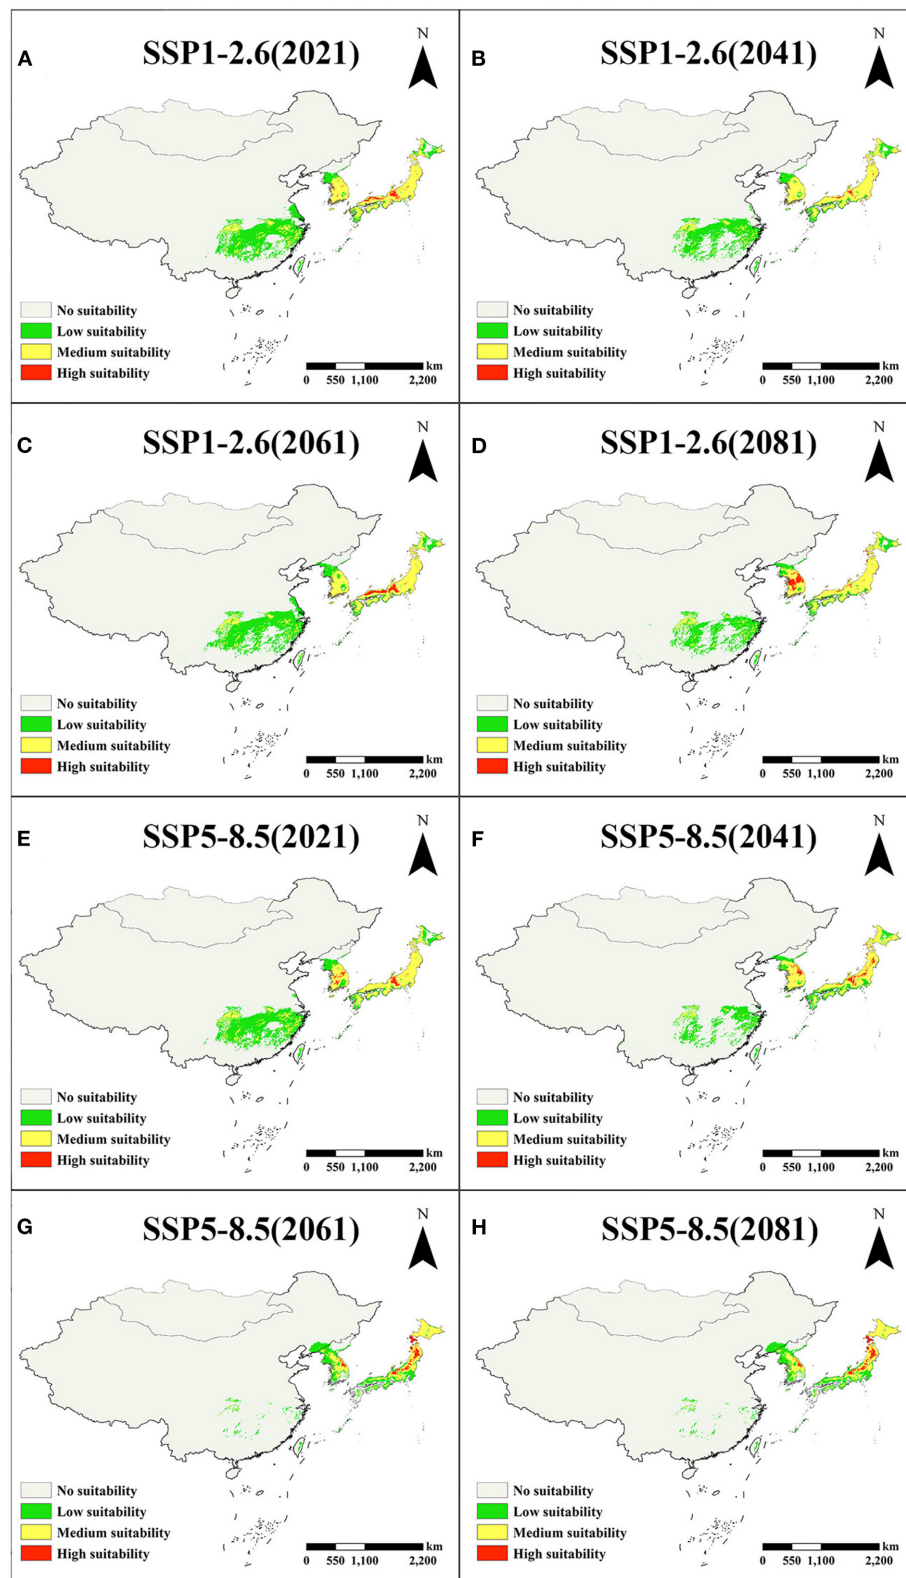 A
SSP1-2.6(2021)
N
No suitability
Low suitability
Medium suitability
High suitability
km
0 550 1,100 2,200
B
SSP1-2.6(2041)
N
No suitability
Low suitability
Medium suitability
High suitability
km
0 550 1,100 2,200
C
SSP1-2.6(2061)
N
No suitability
Low suitability
Medium suitability
High suitability
km
0 550 1,100 2,200
D
SSP1-2.6(2081)
N
No suitability
Low suitability
Medium suitability
High suitability
km
0 550 1,100 2,200
E
SSP5-8.5(2021)
N
No suitability
Low suitability
Medium suitability
High suitability
km
0 550 1,100 2,200
F
SSP5-8.5(2041)
N
No suitability
Low suitability
Medium suitability
High suitability
km
0 550 1,100 2,200
G
SSP5-8.5(2061)
N
No suitability
Low suitability
Medium suitability
High suitability
km
0 550 1,100 2,200
H
SSP5-8.5(2081)
N
No suitability
Low suitability
Medium suitability
High suitability
km
0 550 1,100 2,200